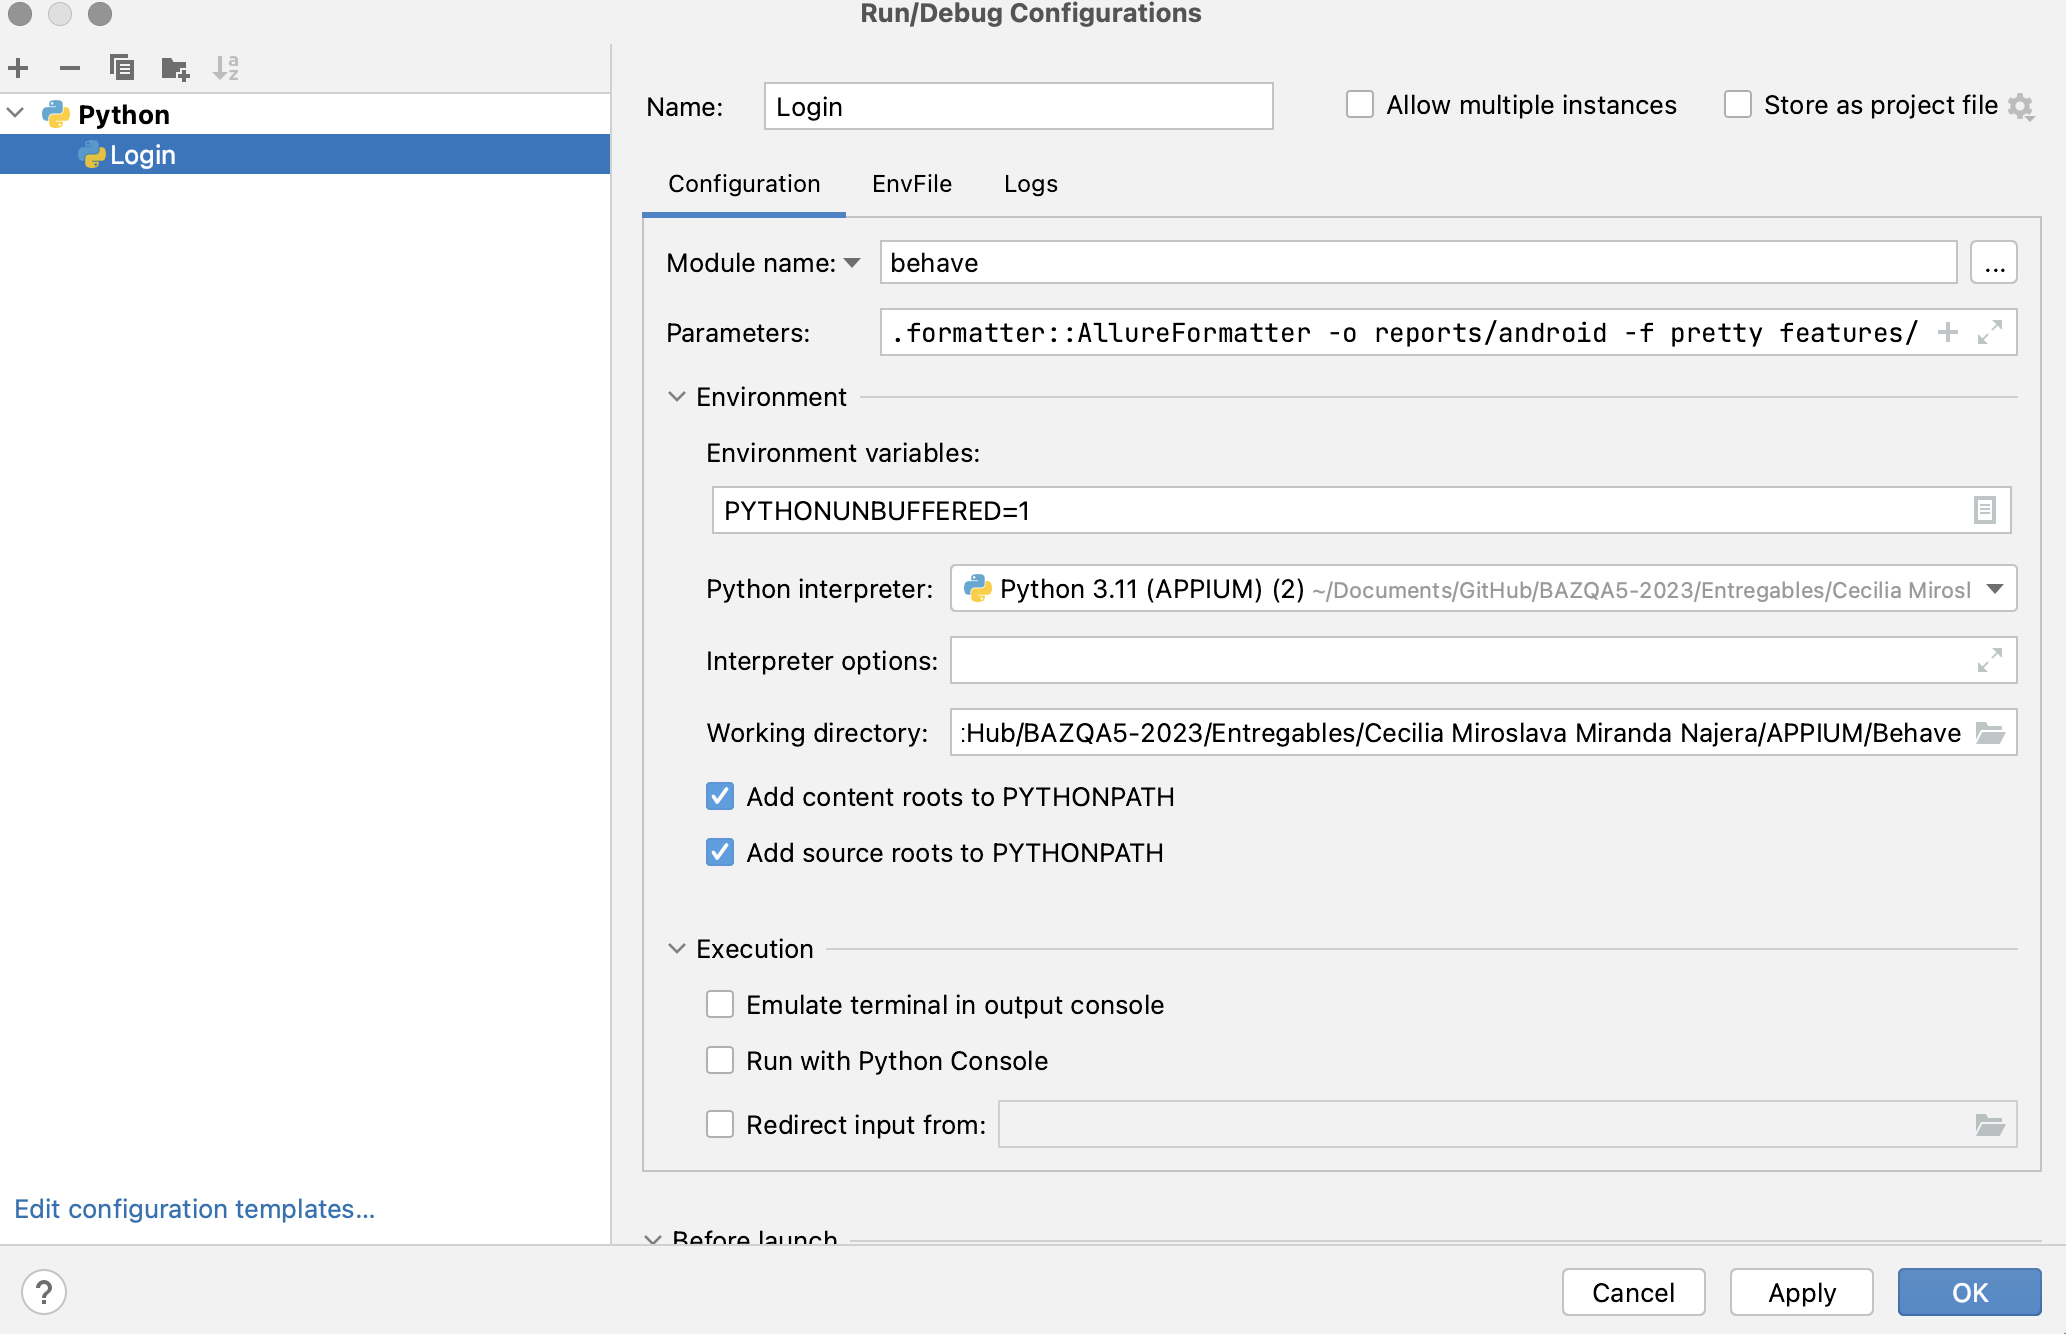 Run/Debug Configurations
Python
Login
Edit configuration templates...
Name: Login
Allow multiple instances
Store as project file
Configuration EnvFile Logs
Module name: behave ...
Parameters: .formatter::AllureFormatter -o reports/android -f pretty features/
Environment
Environment variables:
PYTHONUNBUFFERED=1
Python interpreter: Python 3.11 (APPIUM) (2) ~/Documents/GitHub/BAZQA5-2023/Entregables/Cecilia Mirosl
Interpreter options:
Working directory: :Hub/BAZQA5-2023/Entregables/Cecilia Miroslava Miranda Najera/APPIUM/Behave
Add content roots to PYTHONPATH
Add source roots to PYTHONPATH
Execution
Emulate terminal in output console
Run with Python Console
Redirect input from:
Before launch
?
Cancel Apply OK